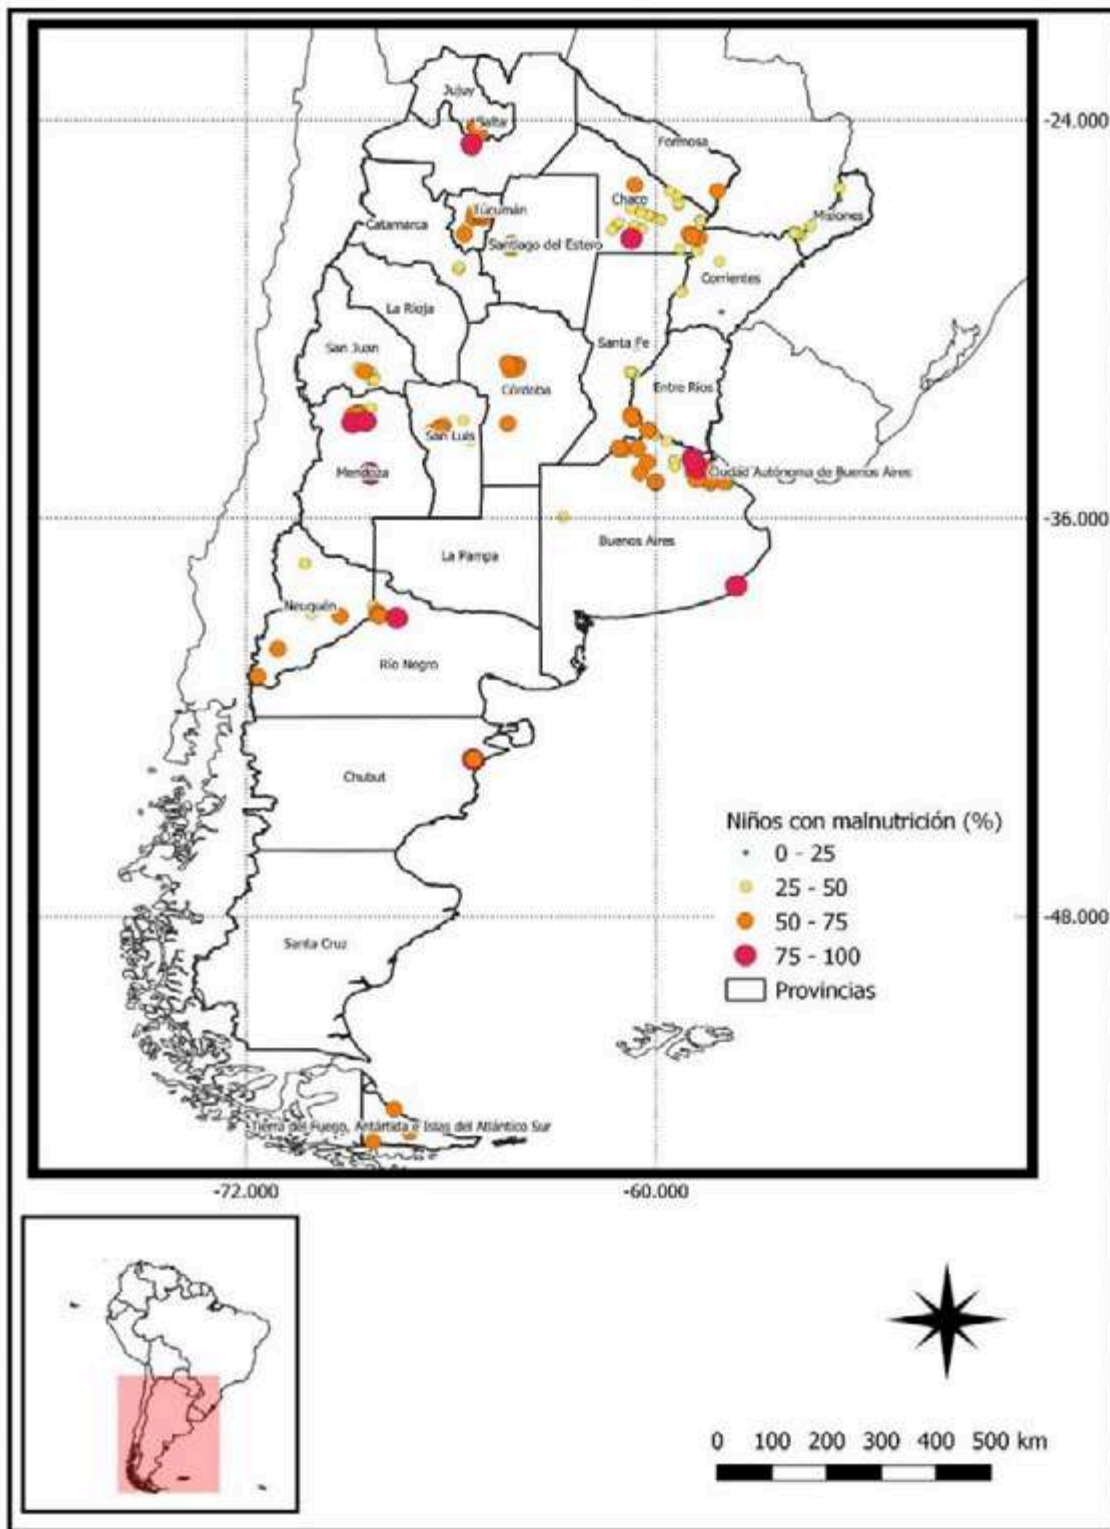 Jujuy
Salta
-24.000
Formosa
Chaco
Misiones
Tucumán
Catamarca
Santiago del Estero
Corrientes
La Rioja
San Juan
Santa Fe
Entre Ríos
Córdoba
San Luis
Mendoza
Ciudad Autónoma de Buenos Aires
-36.000
Buenos Aires
La Pampa
Neuquén
Río Negro
Chubut
Niños con malnutrición (%)
0 - 25
25 - 50
50 - 75
75 - 100
Provincias
-48.000
Santa Cruz
Tierra del Fuego, Antártida e Islas del Atlántico Sur
-72.000
-60.000
0 100 200 300 400 500 km